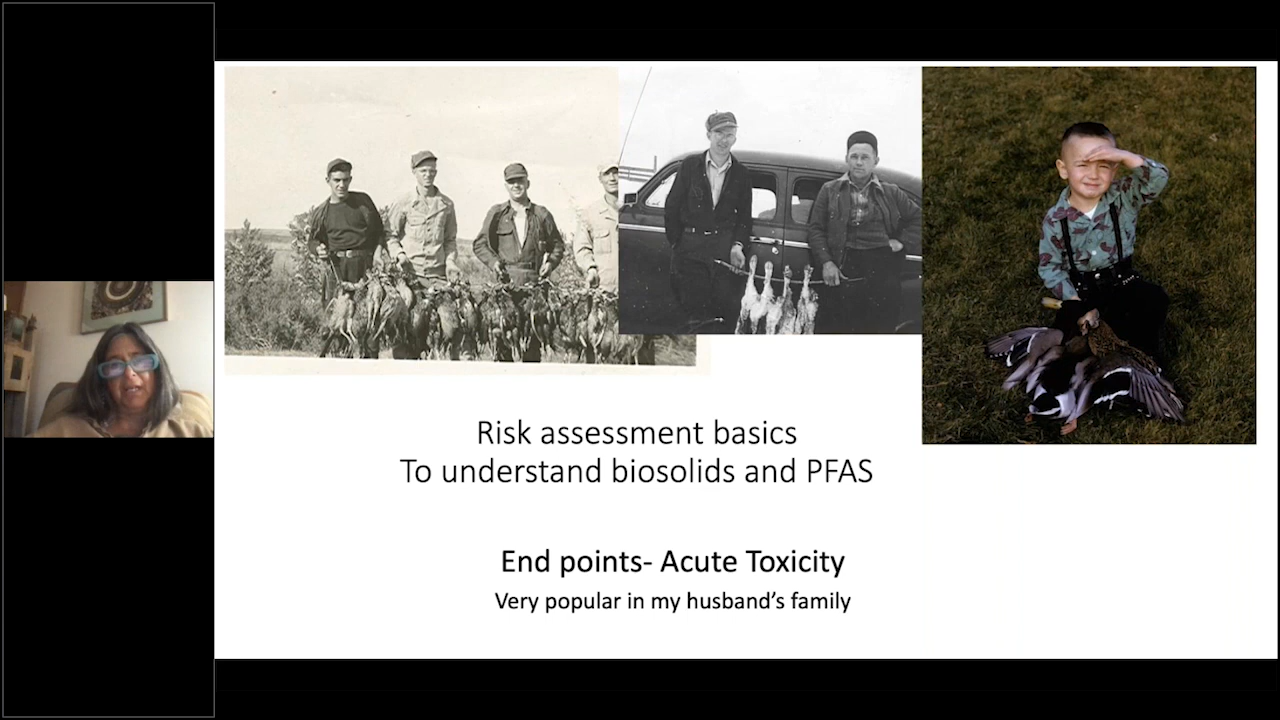 Risk assessment basics
To understand biosolids and PFAS
End points- Acute Toxicity
Very popular in my husband's family